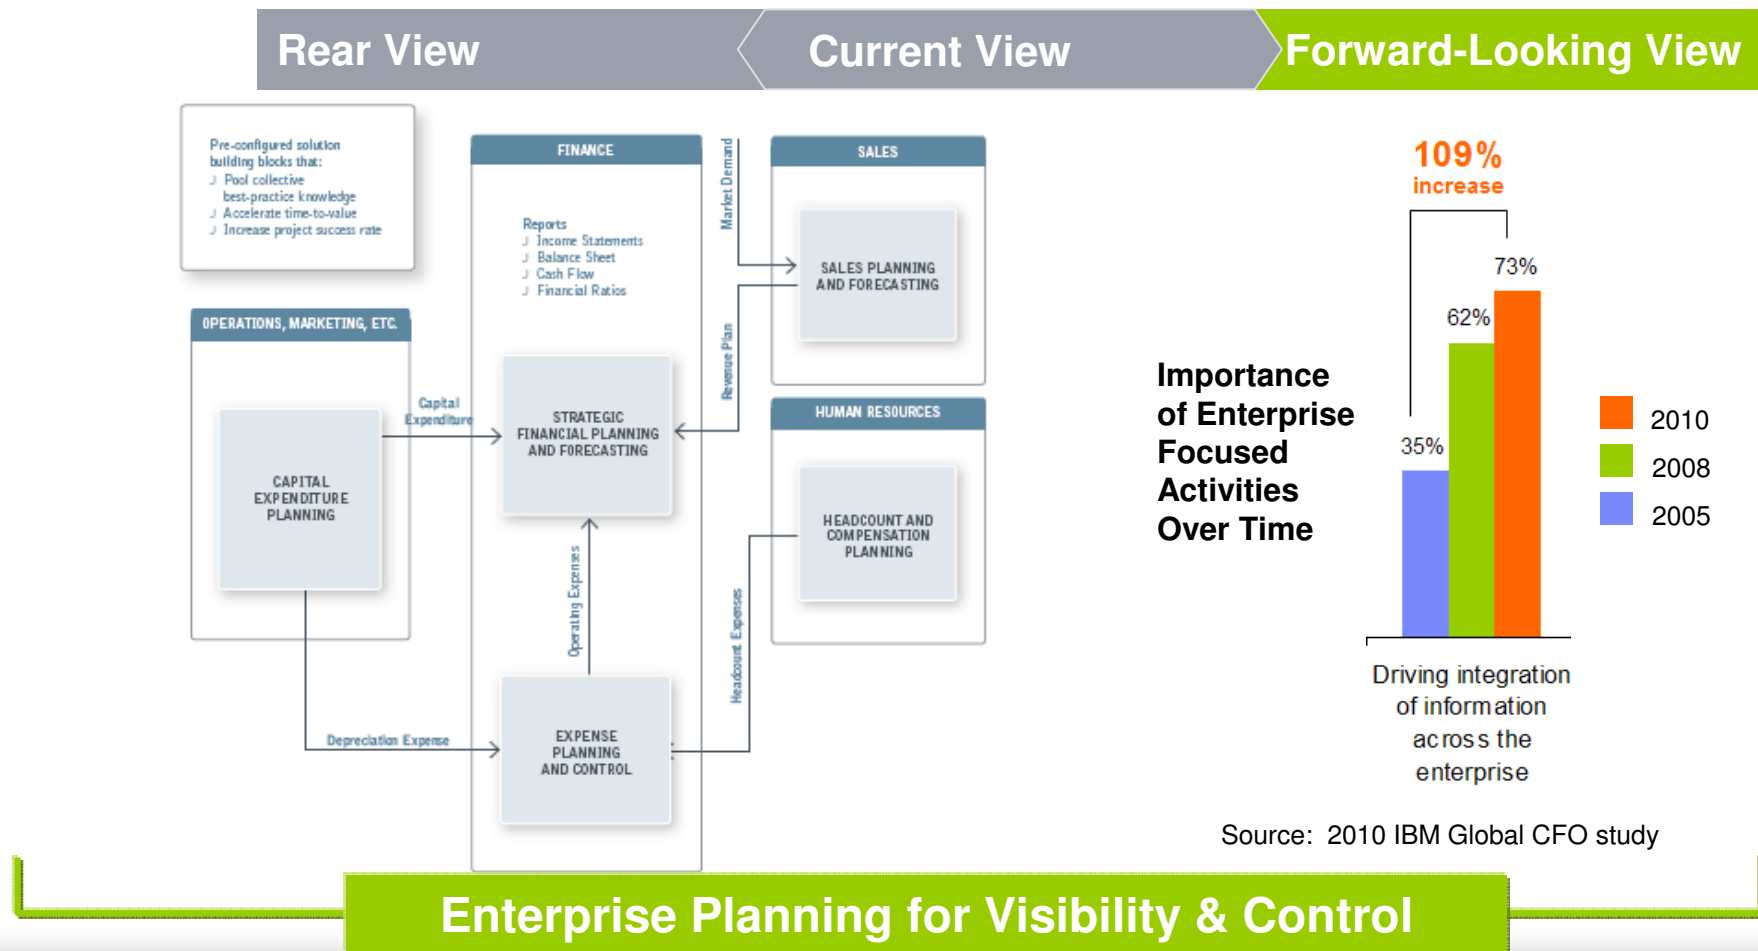 Rear View
Current View
Forward-Looking View
Pre-configured solution
building blocks that:
Pool collective
best-practice knowledge
Accelerate time-to-value
Increase project success rate
FINANCE
Reports
Income Statements
Balance Sheet
Cash Flow
Financial Ratios
Market Demand
SALES
SALES PLANNING
AND FORECASTING
Revenue Plan
OPERATIONS, MARKETING, ETC.
CAPITAL
EXPENDITURE
PLANNING
Capital
Expenditure
STRATEGIC
FINANCIAL PLANNING
AND FORECASTING
HUMAN RESOURCES
HEADCOUNT AND
COMPENSATION
PLANNING
Operating Expenses
Headcount Expenses
Depreciation Expense
EXPENSE
PLANNING
AND CONTROL
109%
increase
73%
62%
35%
Importance
of Enterprise
Focused
Activities
Over Time
2010
2008
2005
Driving integration
of information
across the
enterprise
Source: 2010 IBM Global CFO study
Enterprise Planning for Visibility & Control